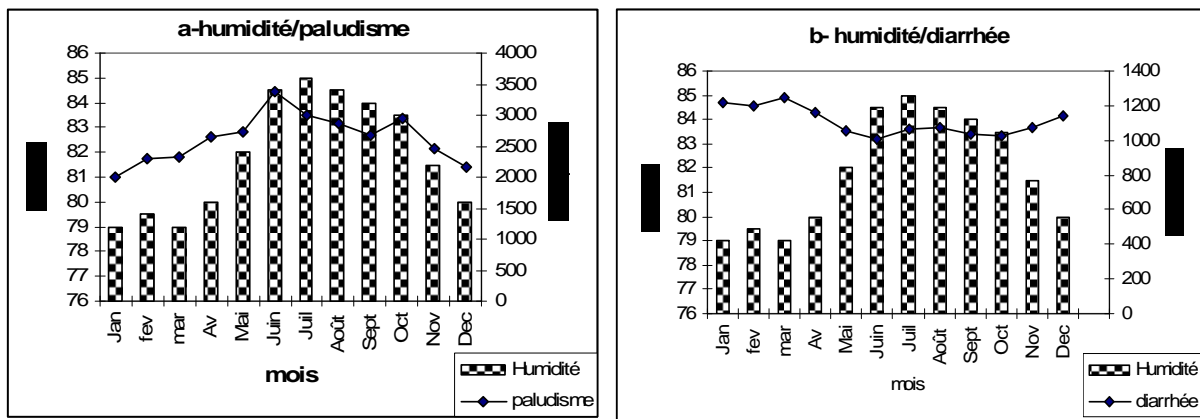 a-humidité/paludisme
86
85
84
83
82
81
80
79
78
77
76
4000
3500
3000
2500
2000
1500
1000
500
0
Jan
fev
mar
Av
Mai
Juin
Juil
Août
Sept
Oct
Nov
Dec
mois
Humidité
paludisme
b- humidité/diarrhée
86
85
84
83
82
81
80
79
78
77
76
1400
1200
1000
800
600
400
200
0
Jan
fev
mar
Av
Mai
Juin
Juil
Août
Sept
Oct
Nov
Dec
mois
Humidité
diarrhée